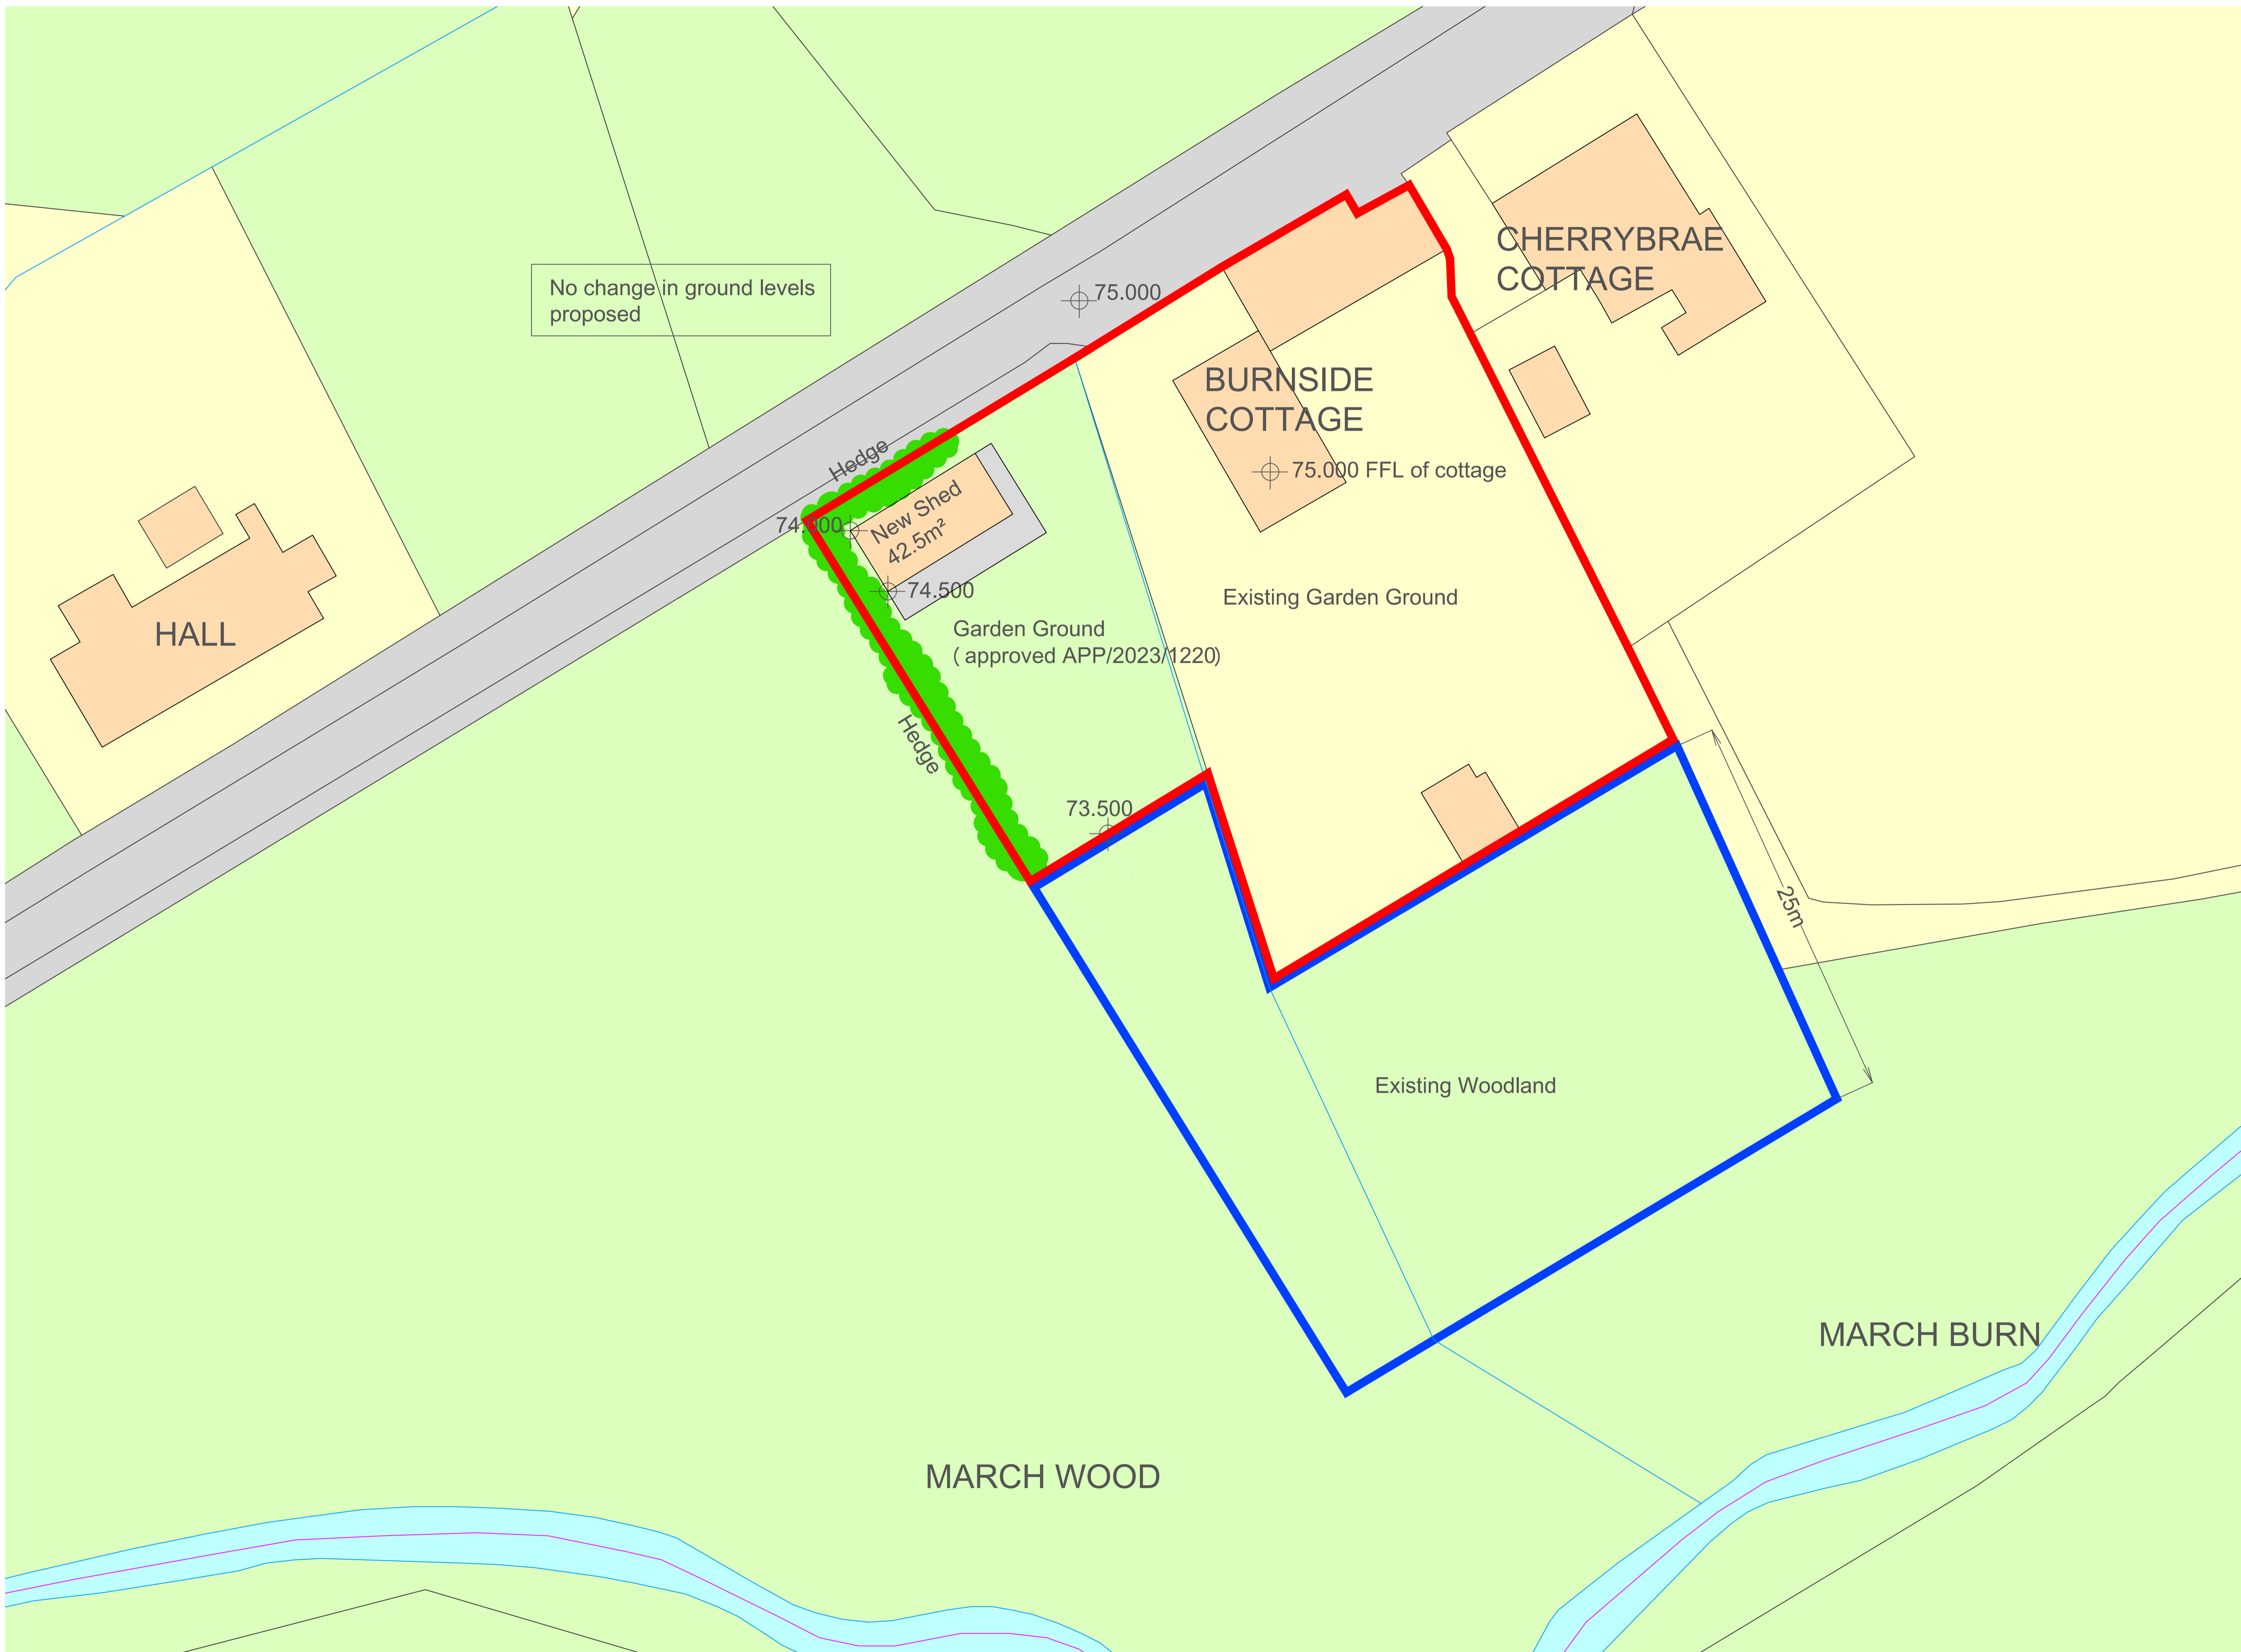 CHERRYBRAE
COTTAGE
No change in ground levels
proposed
75.000
BURNSIDE
COTTAGE
75.000 FFL of cottage
Hedge
New Shed
42.5m²
74.500
Existing Garden Ground
HALL
Garden Ground
( approved APP/2023/1220)
Hedge
73.500
25m
Existing Woodland
MARCH BURN
MARCH WOOD